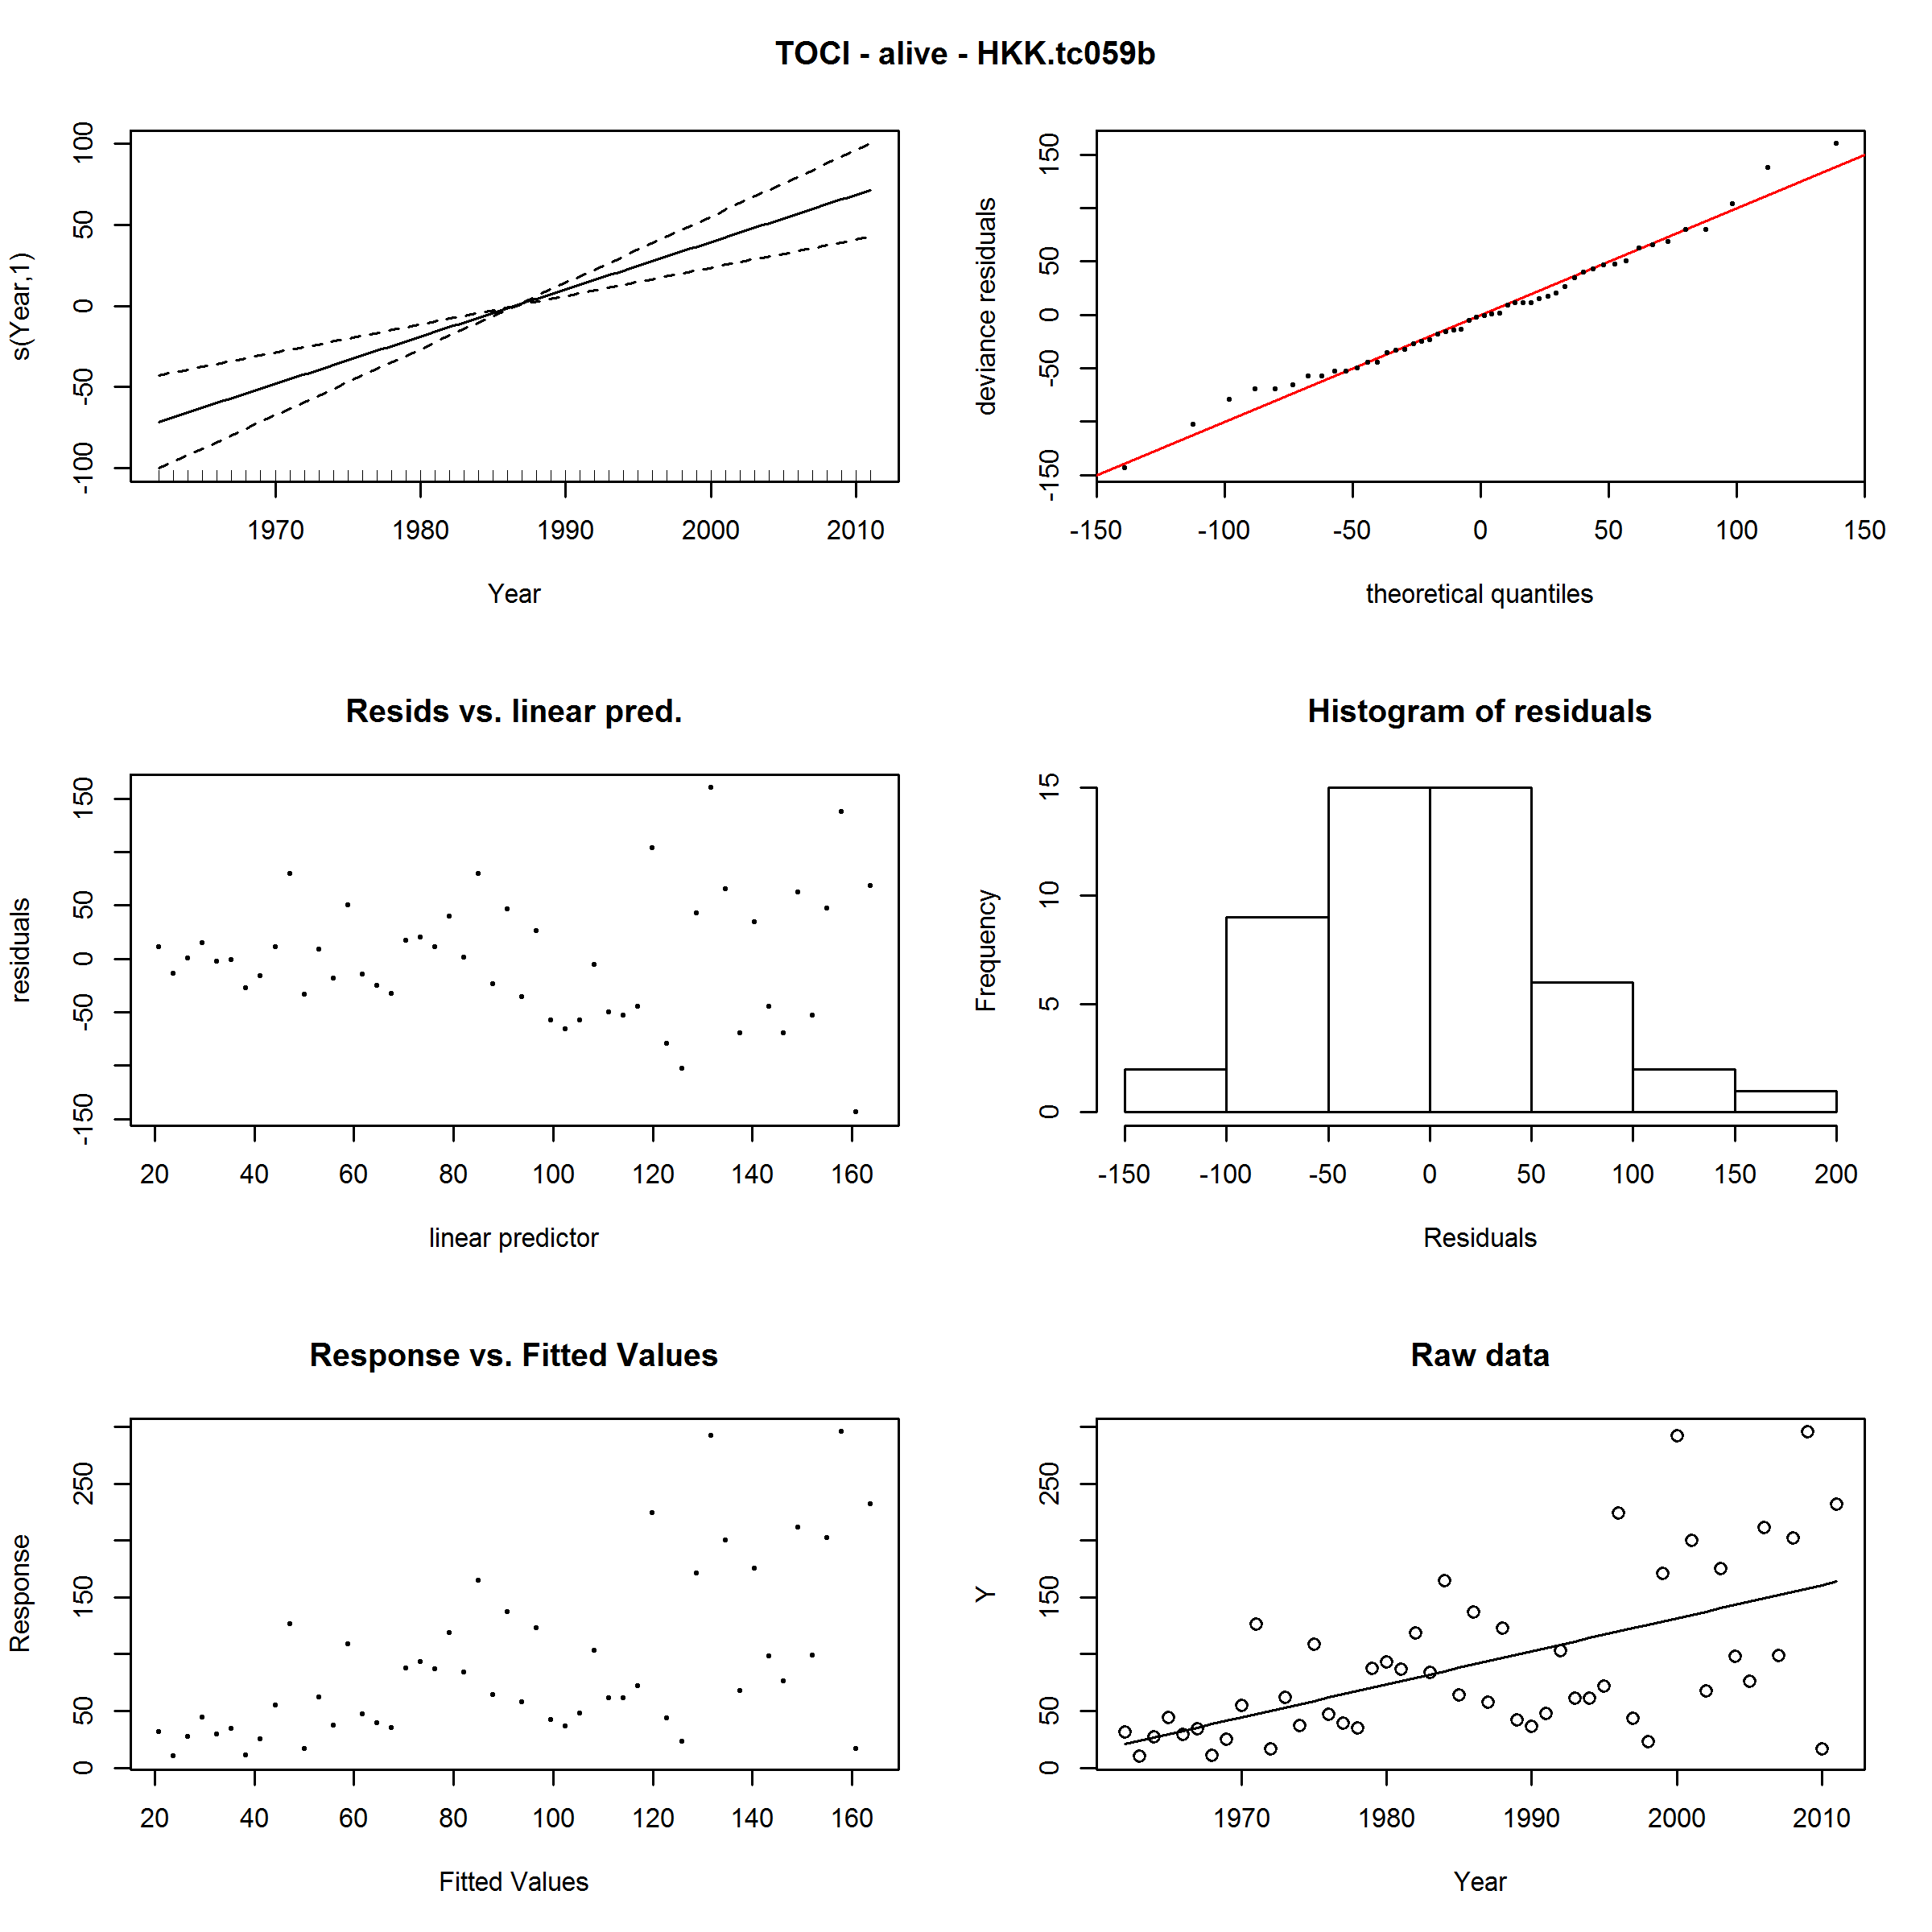 TOCI - alive - HKK.tc059b
s(Year,1)
100
50
0
-50
-100
1970 1980 1990 2000 2010
Year
deviance residuals
150
50
0
-50
-150
-150 -100 -50 0 50 100 150
theoretical quantiles
Resids vs. linear pred.
residuals
150
50
0
-50
-150
20 40 60 80 100 120 140 160
linear predictor
Histogram of residuals
Frequency
15
10
5
0
-150 -100 -50 0 50 100 150 200
Residuals
Response vs. Fitted Values
Response
250
150
50
0
20 40 60 80 100 120 140 160
Fitted Values
Raw data
Y
250
150
50
0
1970 1980 1990 2000 2010
Year